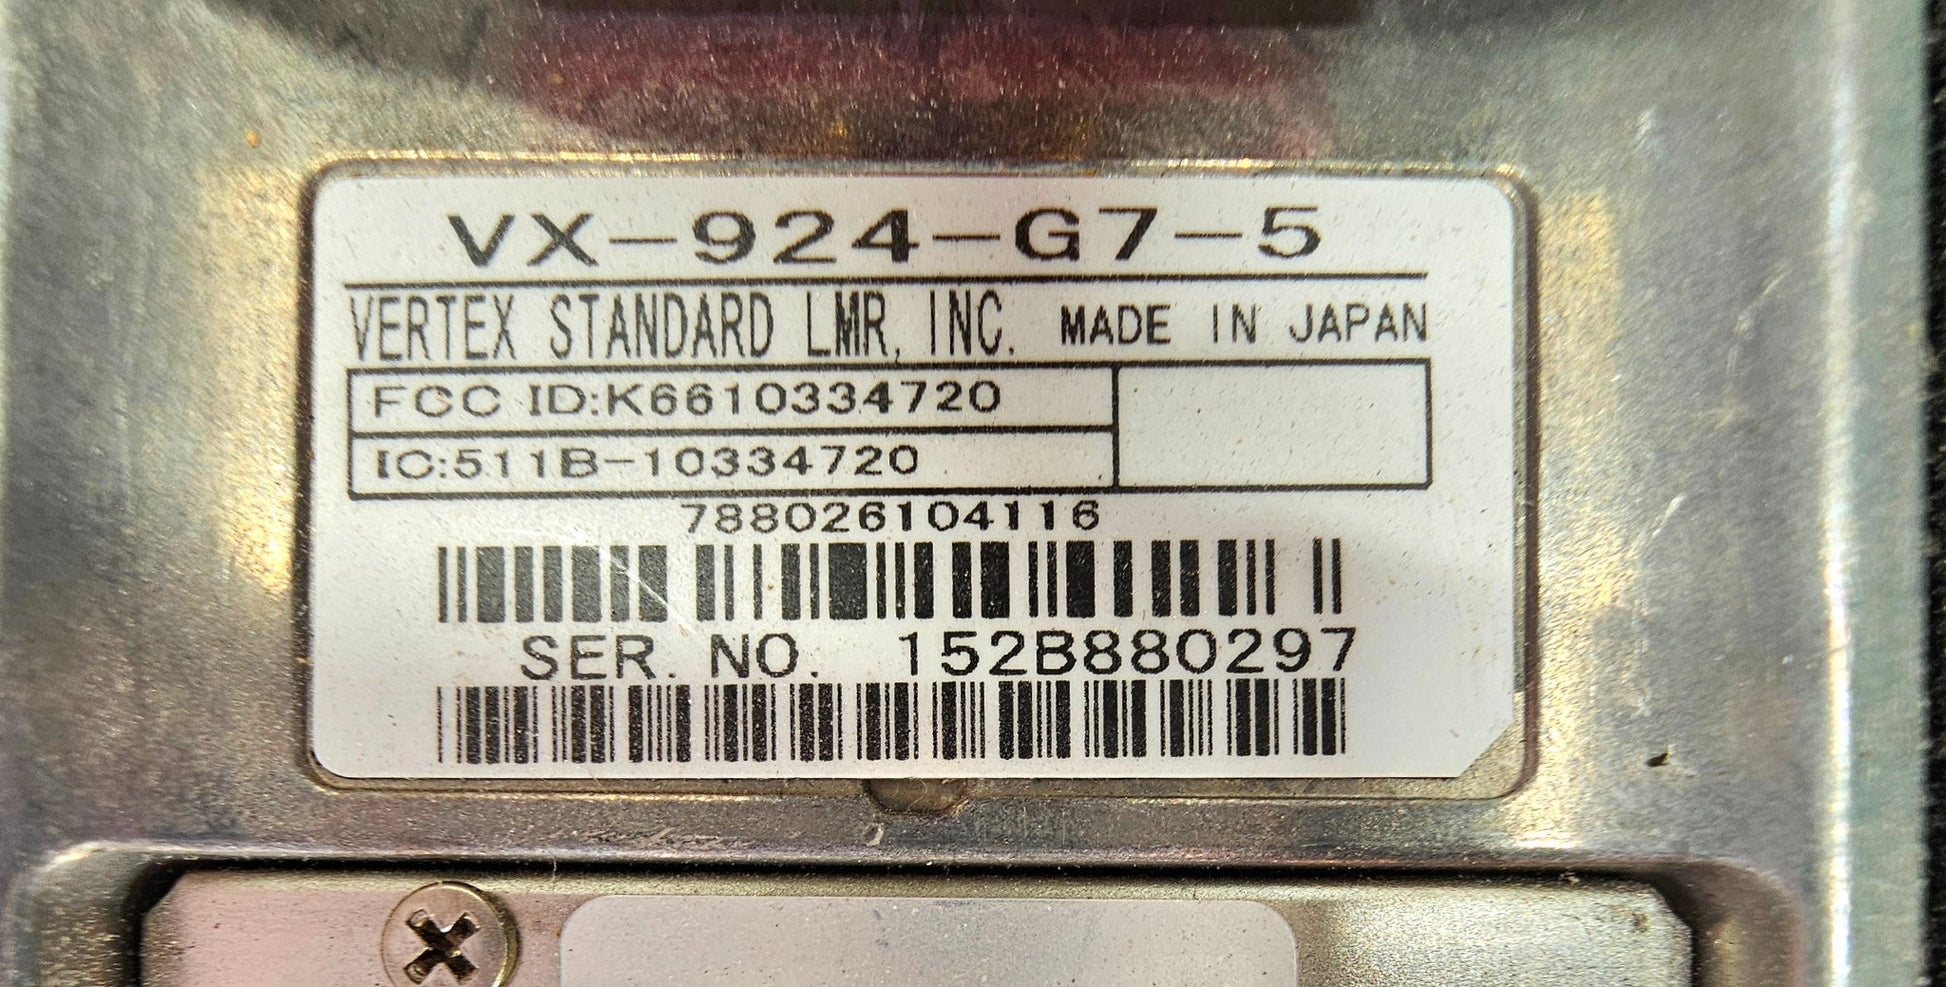 VX-924-G7-5
VERTEX STANDARD LMR, INC. MADE IN JAPAN
FCC ID:K6610334720
IC:511B-10334720
788026104116
SER. NO. 152B880297